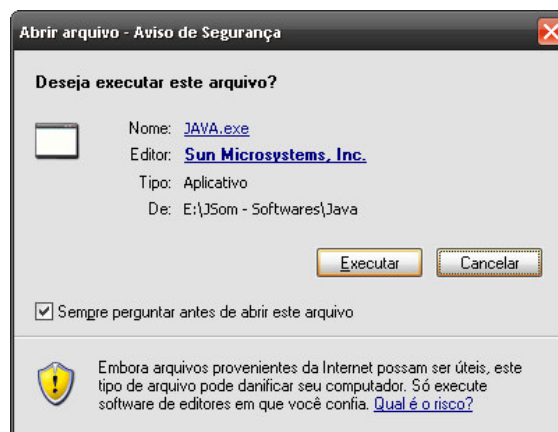 Abrir arquivo - Aviso de Segurança
Deseja executar este arquivo?
Nome: JAVA.exe
Editor: Sun Microsystems, Inc.
Tipo: Aplicativo
De: E:\JSom - Softwares\Java
Executar Cancelar
Sempre perguntar antes de abrir este arquivo
Embora arquivos provenientes da Internet possam ser úteis, este
tipo de arquivo pode danificar seu computador. Só execute
software de editores em que você confia. Qual é o risco?